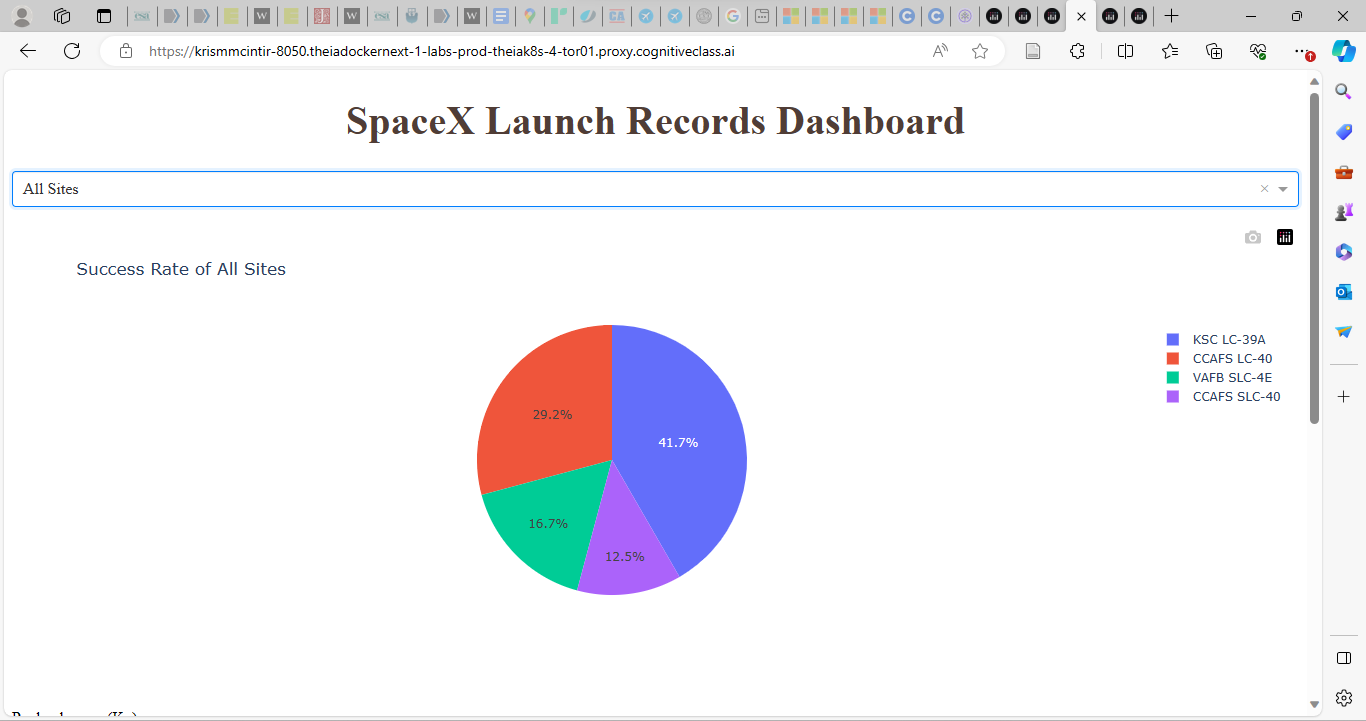 https://krismmcintir-8050.theiadockernext-1-labs-prod-theiak8s-4-tor01.proxy.cognitiveclass.ai
SpaceX Launch Records Dashboard
All Sites
Success Rate of All Sites
KSC LC-39A
CCAFS LC-40
VAFB SLC-4E
CCAFS SLC-40
29.2%
41.7%
16.7%
12.5%